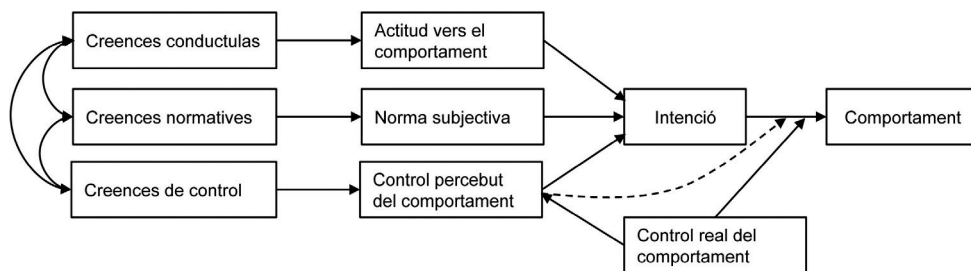 Creences conductulas
Actitud vers el
comportament
Creences normatives
Norma subjectiva
Intenció
Comportament
Creences de control
Control percebut
del comportament
Control real del
comportament